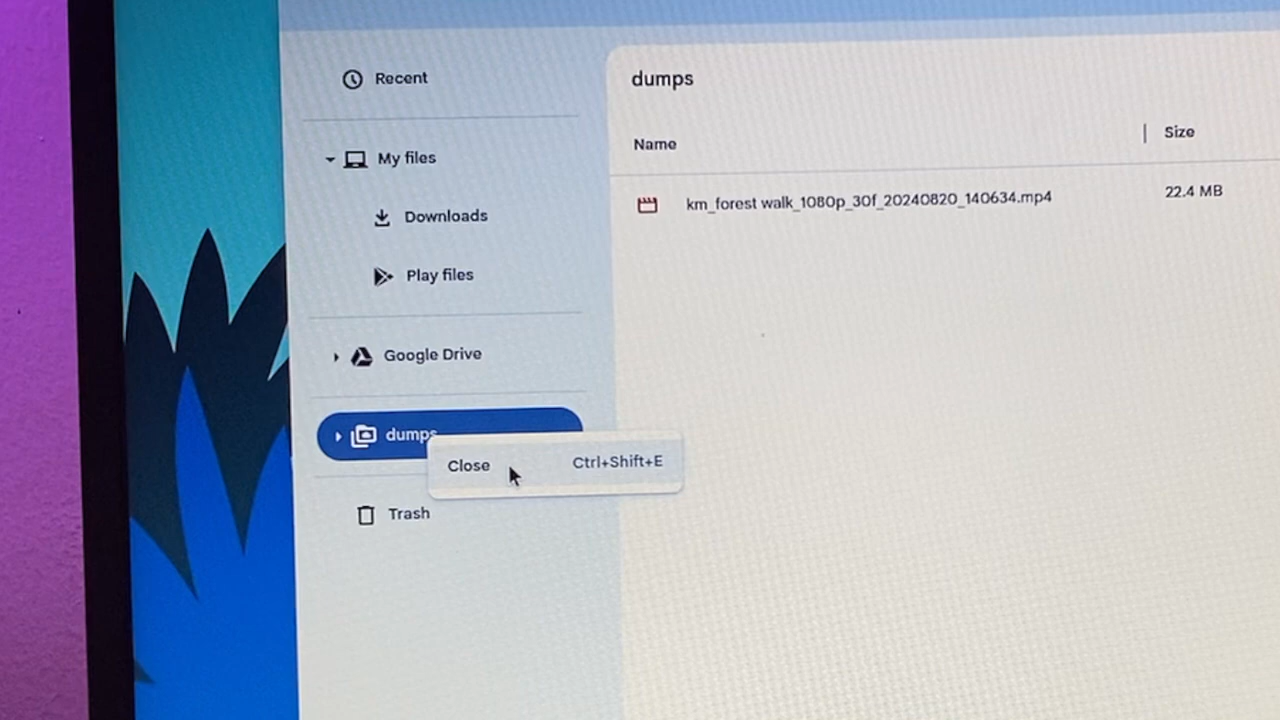 Recent
My files
Downloads
Play files
Google Drive
dumps
Close Ctrl+Shift+E
Trash
dumps
Name Size
km_forest walk_1080p_30f_20240820_140634.mp4 22.4 MB